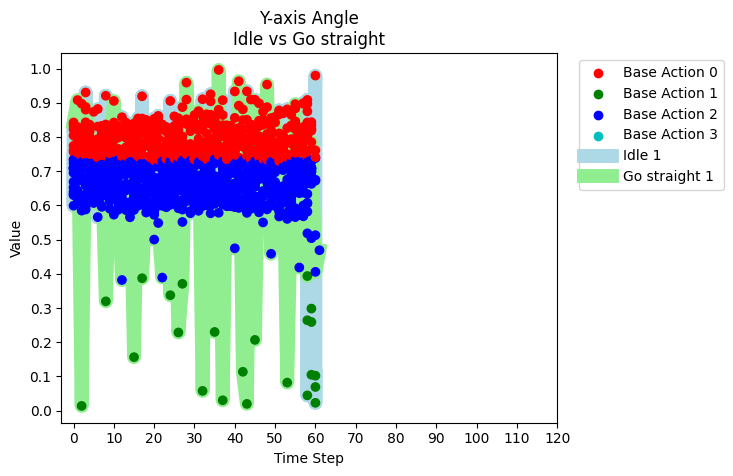 Y-axis Angle
Idle vs Go straight
1.0
0.9
0.8
0.7
0.6
0.5
0.4
0.3
0.2
0.1
0.0
Value
0 10 20 30 40 50 60 70 80 90 100 110 120
Time Step
Base Action 0
Base Action 1
Base Action 2
Base Action 3
Idle 1
Go straight 1